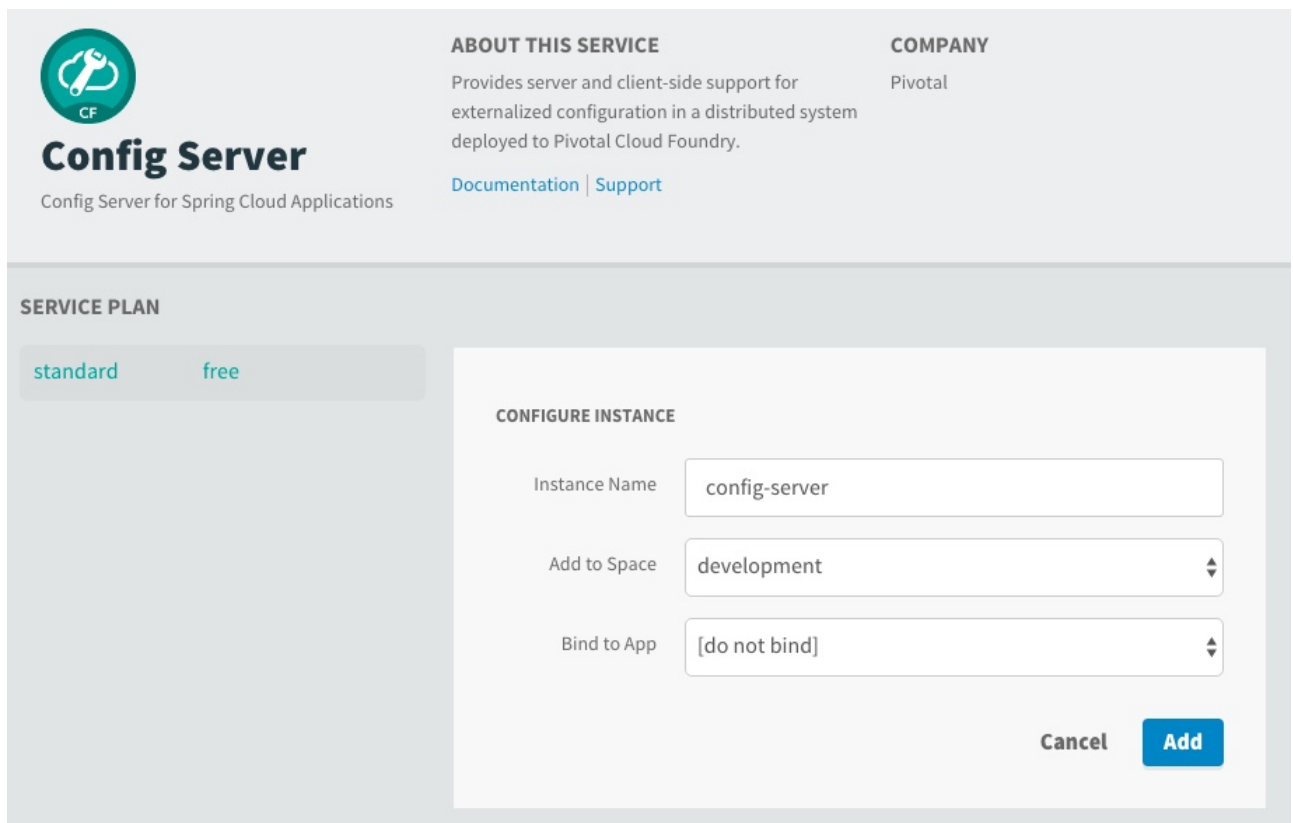 CF
Config Server
Config Server for Spring Cloud Applications
ABOUT THIS SERVICE
Provides server and client-side support for
externalized configuration in a distributed system
deployed to Pivotal Cloud Foundry.
Documentation | Support
COMPANY
Pivotal
SERVICE PLAN
standard free
CONFIGURE INSTANCE
Instance Name config-server
Add to Space development
Bind to App [do not bind]
Cancel Add